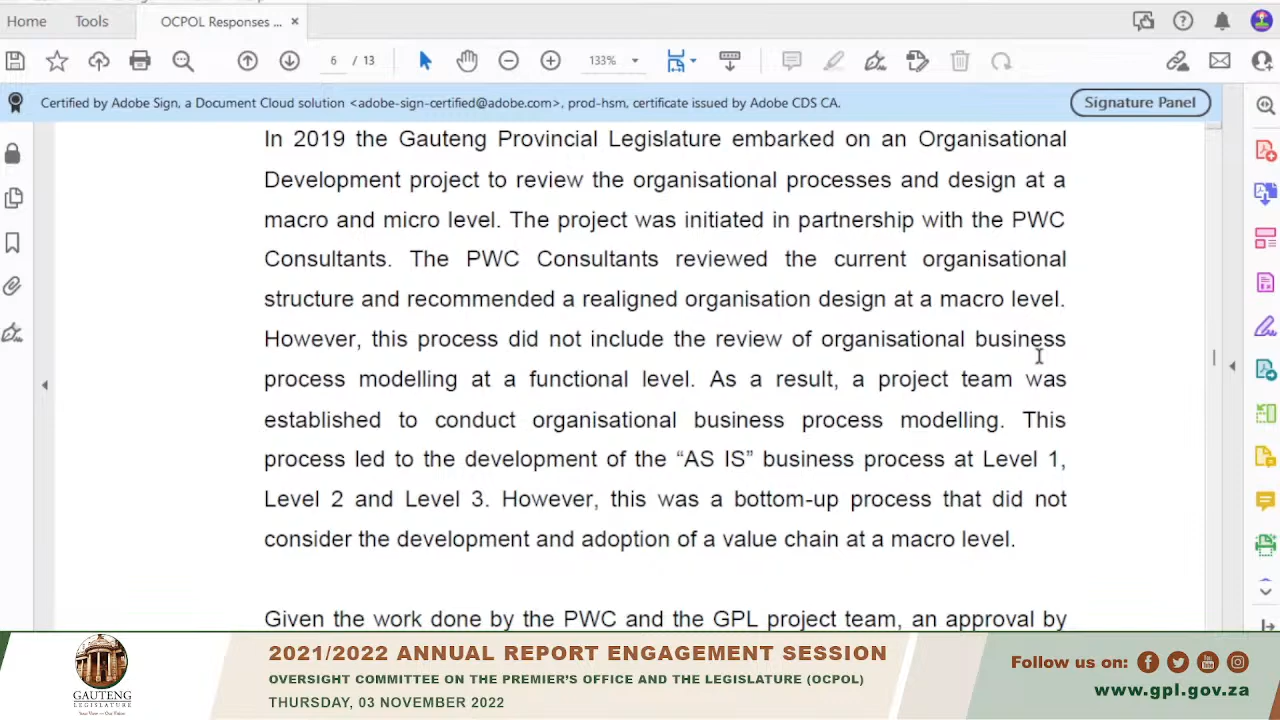 Home
Tools
OCPOL Responses ...
6 / 13
133%
Certified by Adobe Sign, a Document Cloud solution <adobe-sign-certified@adobe.com>, prod-hsm, certificate issued by Adobe CDS CA.
Signature Panel
In 2019 the Gauteng Provincial Legislature embarked on an Organisational
Development project to review the organisational processes and design at a
macro and micro level. The project was initiated in partnership with the PWC
Consultants. The PWC Consultants reviewed the current organisational
structure and recommended a realigned organisation design at a macro level.
However, this process did not include the review of organisational business
process modelling at a functional level. As a result, a project team was
established to conduct organisational business process modelling. This
process led to the development of the “AS IS” business process at Level 1,
Level 2 and Level 3. However, this was a bottom-up process that did not
consider the development and adoption of a value chain at a macro level.
Given the work done by the PWC and the GPL project team, an approval by
GAUTENG
LEGISLATURE
2021/2022 ANNUAL REPORT ENGAGEMENT SESSION
OVERSIGHT COMMITTEE ON THE PREMIER'S OFFICE AND THE LEGISLATURE (OCPOL)
THURSDAY, 03 NOVEMBER 2022
Follow us on:
www.gpl.gov.za